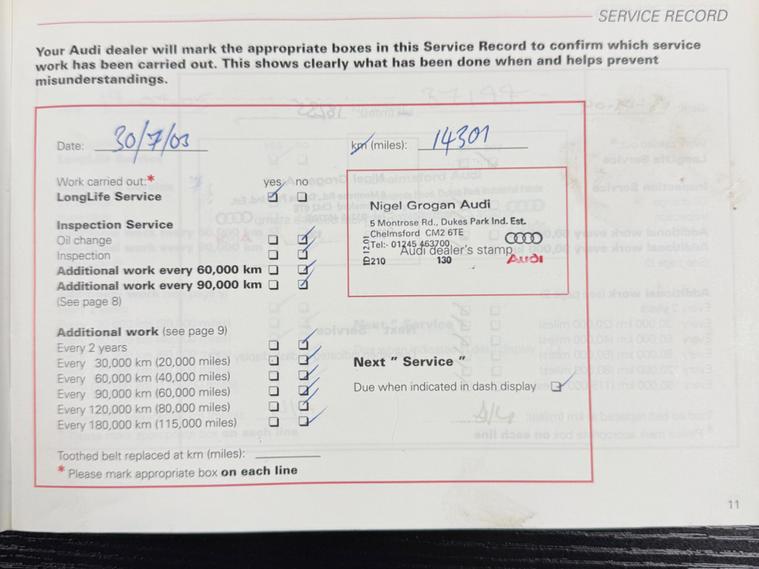 SERVICE RECORD
Your Audi dealer will mark the appropriate boxes in this Service Record to confirm which service
work has been carried out. This shows clearly what has been done when and helps prevent
misunderstandings.
Date: 30/7/03 km (miles): 14301
Work carried out:* yes no
LongLife Service
Inspection Service
Oil change
Inspection
Additional work every 60,000 km
Additional work every 90,000 km
(See page 8)
Additional work (see page 9)
Every 2 years
Every 30,000 km (20,000 miles)
Every 60,000 km (40,000 miles)
Every 90,000 km (60,000 miles)
Every 120,000 km (80,000 miles)
Every 180,000 km (115,000 miles)
Toothed belt replaced at km (miles):
* Please mark appropriate box on each line
Nigel Grogan Audi
5 Montrose Rd., Dukes Park Ind. Est.
Chelmsford CM2 6TE
Tel:- 01245 463700
Audi dealer's stamp
210 130 Audi
Next " Service "
Due when indicated in dash display
11